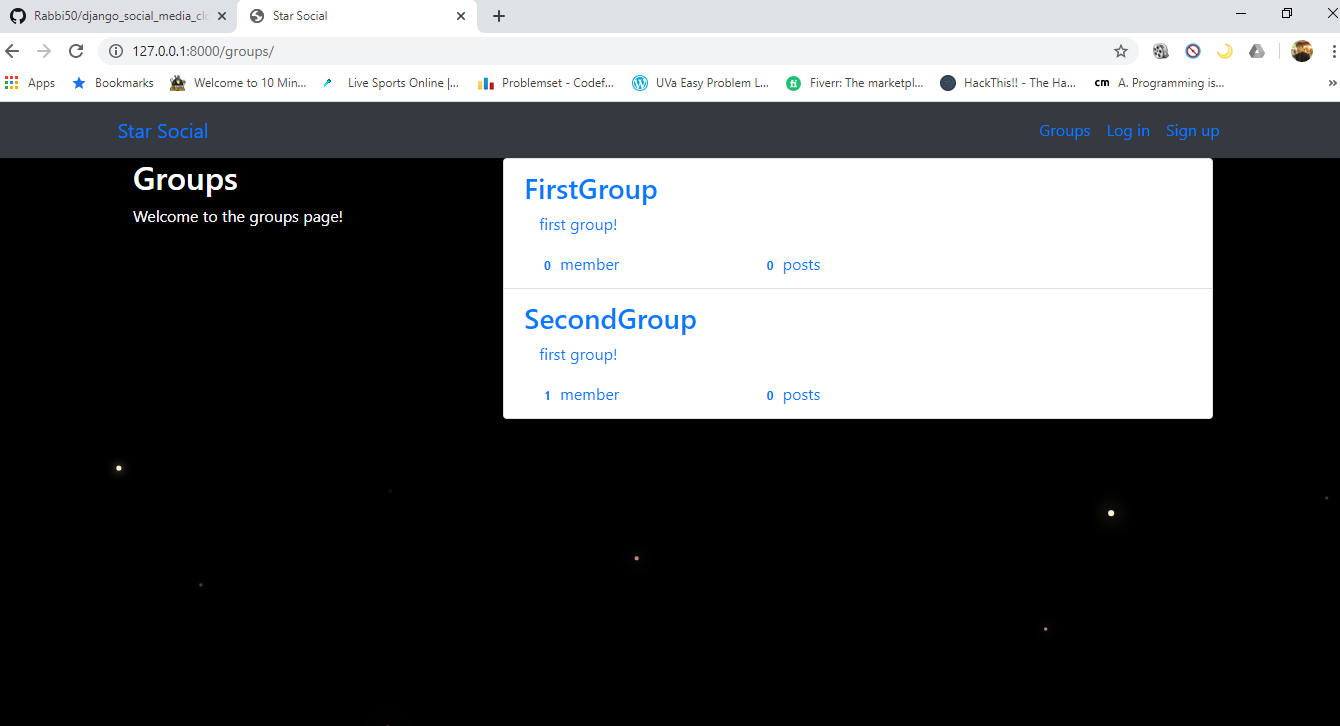 Rabbi50/django_social_media_clo
Star Social
127.0.0.1:8000/groups/
Apps
Bookmarks
Welcome to 10 Min...
Live Sports Online |...
Problemset - Codef...
UVa Easy Problem L...
Fiverr: The marketpl...
HackThis!! - The Ha...
cm
A. Programming is...
Star Social
Groups
Log in
Sign up
Groups
Welcome to the groups page!
FirstGroup
first group!
0 member
0 posts
SecondGroup
first group!
1 member
0 posts